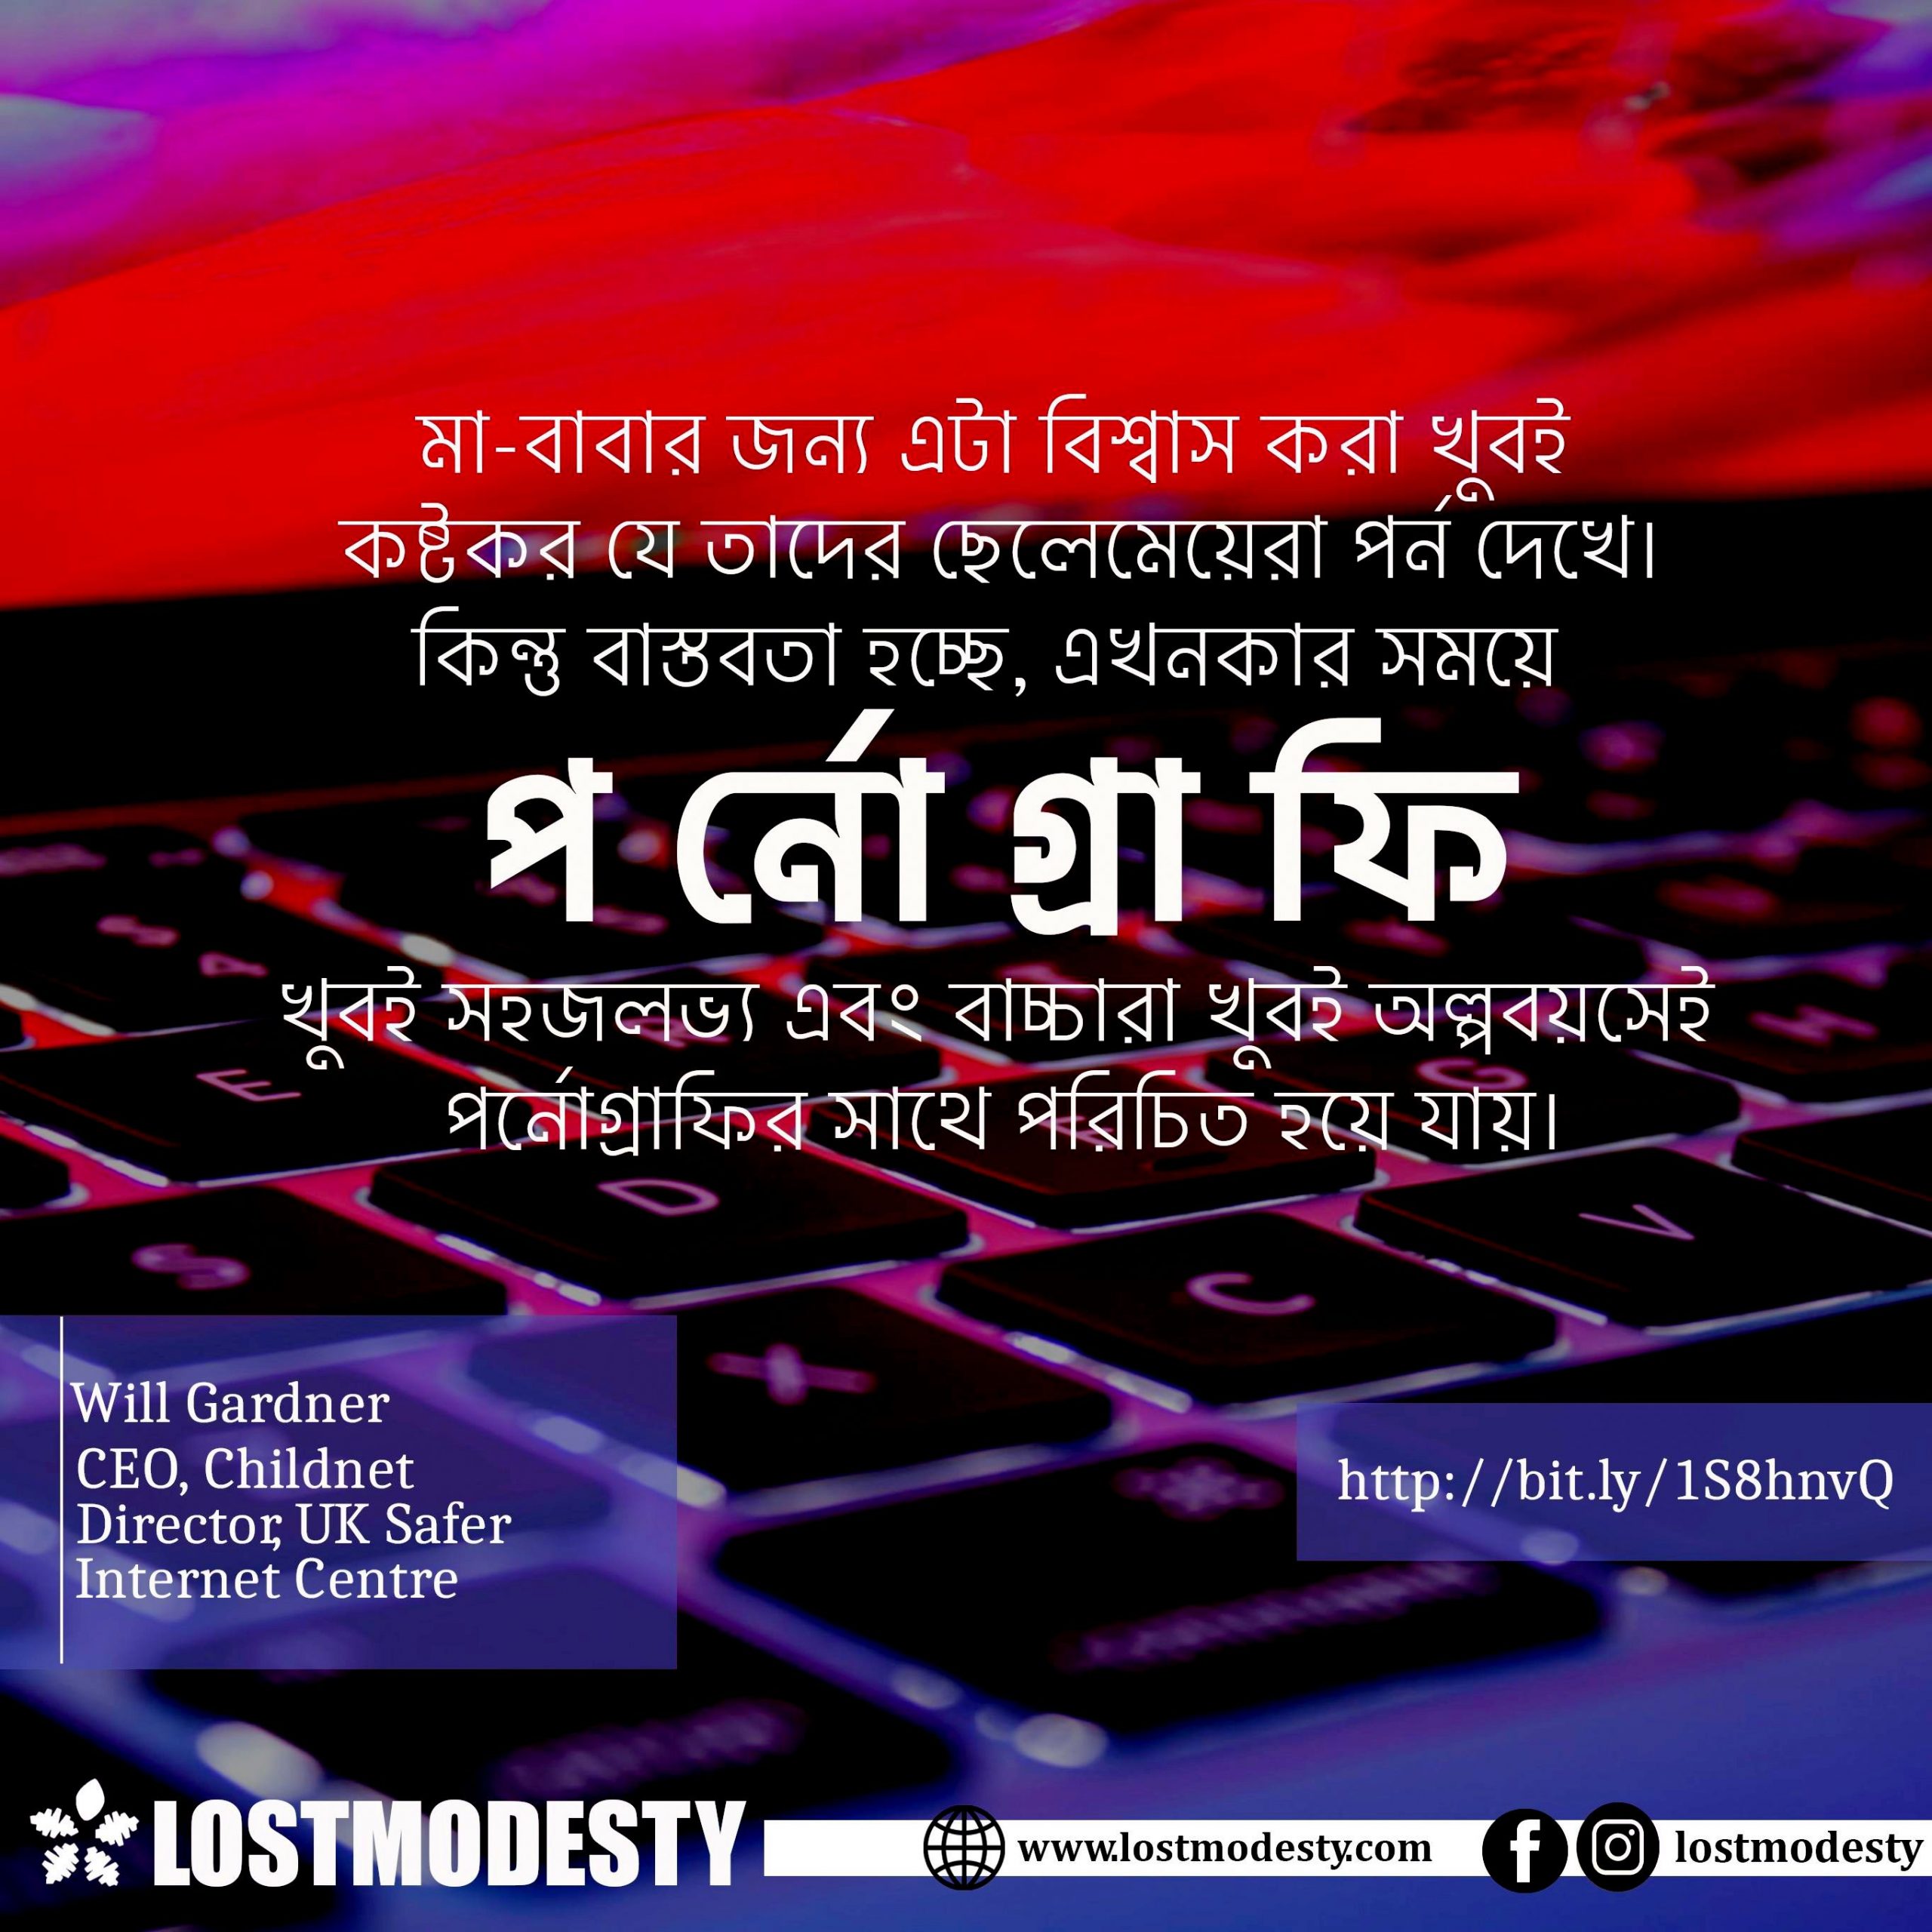 মা-বাবার জন্য এটা বিশ্বাস করা খুবই
কষ্টকর যে তাদের ছেলেমেয়েরা পর্ন দেখে।
কিন্তু বাস্তবতা হচ্ছে, এখনকার সময়ে
পর্নোগ্রাফি
খুবই সহজলভ্য এবং বাচ্চারা খুবই অল্পবয়সেই
পর্নোগ্রাফির সাথে পরিচিত হয়ে যায়।
Will Gardner
CEO, Childnet
Director, UK Safer
Internet Centre
http://bit.ly/1S8hnvQ
LOSTMODESTY
www.lostmodesty.com
lostmodesty